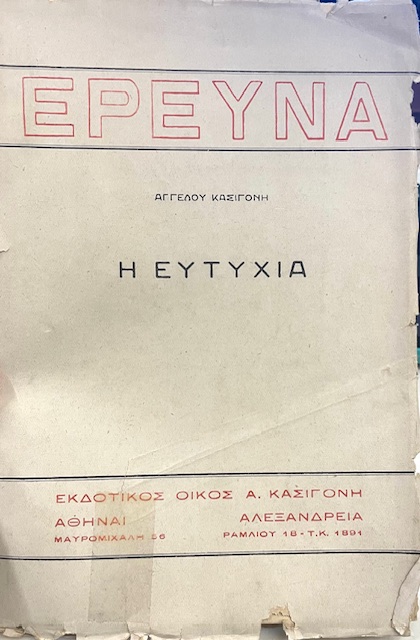 ΕΡΕΥΝΑ
ΑΓΓΕΛΟΥ ΚΑΣΙΓΟΝΗ
Η ΕΥΤΥΧΙΑ
ΕΚΔΟΤΙΚΟΣ ΟΙΚΟΣ Α. ΚΑΣΙΓΟΝΗ
ΑΘΗΝΑΙ ΑΛΕΞΑΝΔΡΕΙΑ
ΜΑΥΡΟΜΙΧΑΛΗ 56 ΡΑΜΛΙΟΥ 18 - Τ.Κ. 1891